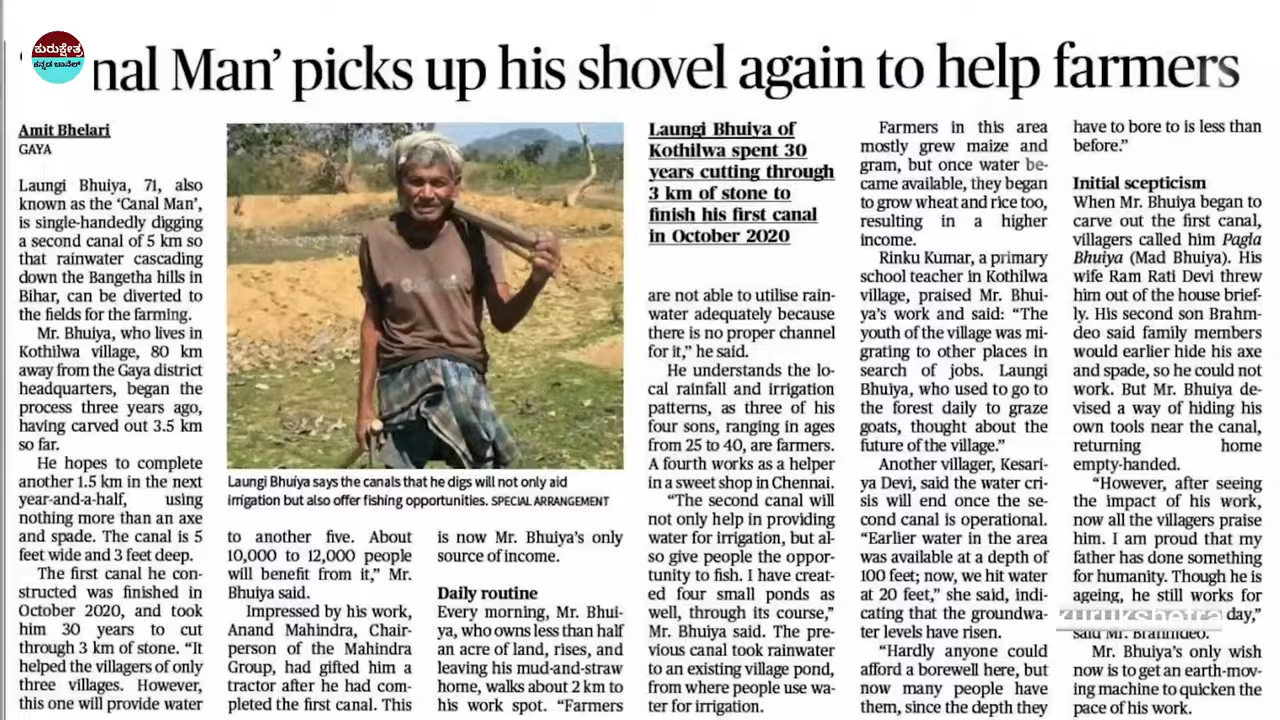 ಕುರುಕ್ಷೇತ್ರ
ಕನ್ನಡ ಚಾನೆಲ್
nal Man’ picks up his shovel again to help farmers
Amit Bhelari
GAYA
Laungi Bhuiya, 71, also
known as the ‘Canal Man’,
is single-handedly digging
a second canal of 5 km so
that rainwater cascading
down the Bangetha hills in
Bihar, can be diverted to
the fields for the farming.
Mr. Bhuiya, who lives in
Kothilwa village, 80 km
away from the Gaya district
headquarters, began the
process three years ago,
having carved out 3.5 km
so far.
He hopes to complete
another 1.5 km in the next
year-and-a-half, using
nothing more than an axe
and spade. The canal is 5
feet wide and 3 feet deep.
The first canal he con-
structed was finished in
October 2020, and took
him 30 years to cut
through 3 km of stone. “It
helped the villagers of only
three villages. However,
this one will provide water
Laungi Bhuiya says the canals that he digs will not only aid
irrigation but also offer fishing opportunities. SPECIAL ARRANGEMENT
to another five. About
10,000 to 12,000 people
will benefit from it,” Mr.
Bhuiya said.
Impressed by his work,
Anand Mahindra, Chair-
person of the Mahindra
Group, had gifted him a
tractor after he had com-
pleted the first canal. This
is now Mr. Bhuiya’s only
source of income.
Daily routine
Every morning, Mr. Bhui-
ya, who owns less than half
an acre of land, rises, and
leaving his mud-and-straw
home, walks about 2 km to
his work spot. “Farmers
Laungi Bhuiya of
Kothilwa spent 30
years cutting through
3 km of stone to
finish his first canal
in October 2020
are not able to utilise rain-
water adequately because
there is no proper channel
for it,” he said.
He understands the lo-
cal rainfall and irrigation
patterns, as three of his
four sons, ranging in ages
from 25 to 40, are farmers.
A fourth works as a helper
in a sweet shop in Chennai.
“The second canal will
not only help in providing
water for irrigation, but al-
so give people the oppor-
tunity to fish. I have creat-
ed four small ponds as
well, through its course,”
Mr. Bhuiya said. The pre-
vious canal took rainwater
to an existing village pond,
from where people use wa-
ter for irrigation.
Farmers in this area
mostly grew maize and
gram, but once water be-
came available, they began
to grow wheat and rice too,
resulting in a higher
income.
Rinku Kumar, a primary
school teacher in Kothilwa
village, praised Mr. Bhui-
ya’s work and said: “The
youth of the village was mi-
grating to other places in
search of jobs. Laungi
Bhuiya, who used to go to
the forest daily to graze
goats, thought about the
future of the village.”
Another villager, Kesari-
ya Devi, said the water cri-
sis will end once the se-
cond canal is operational.
“Earlier water in the area
was available at a depth of
100 feet; now, we hit water
at 20 feet,” she said, indi-
cating that the groundwa-
ter levels have risen.
“Hardly anyone could
afford a borewell here, but
now many people have
them, since the depth they
have to bore to is less than
before.”
Initial scepticism
When Mr. Bhuiya began to
carve out the first canal,
villagers called him Pagla
Bhuiya (Mad Bhuiya). His
wife Ram Rati Devi threw
him out of the house brief-
ly. His second son Brahm-
deo said family members
would earlier hide his axe
and spade, so he could not
work. But Mr. Bhuiya de-
vised a way of hiding his
own tools near the canal,
returning home
empty-handed.
“However, after seeing
the impact of his work,
now all the villagers praise
him. I am proud that my
father has done something
for humanity. Though he is
ageing, he still works for
kurukshetra day,”
said Mr. Brahmdeo.
Mr. Bhuiya’s only wish
now is to get an earth-mov-
ing machine to quicken the
pace of his work.